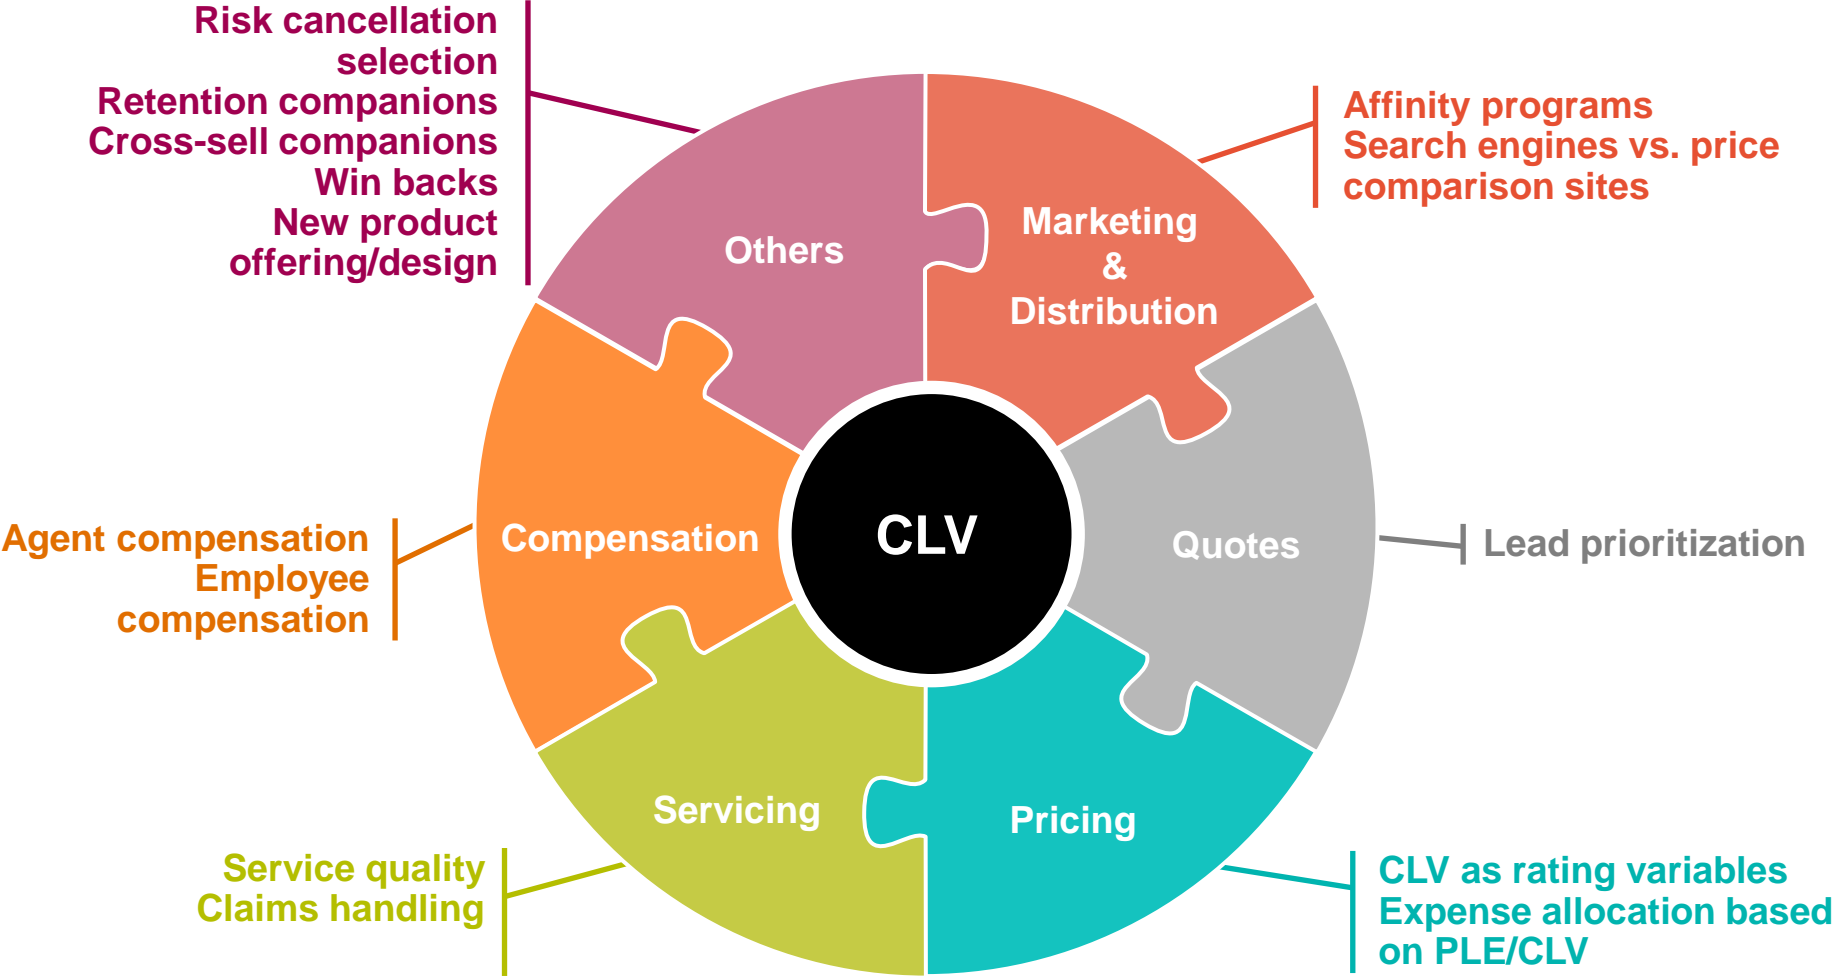 Risk cancellation
selection
Retention companions
Cross-sell companions
Win backs
New product
offering/design
Affinity programs
Search engines vs. price
comparison sites
Others
Marketing
&
Distribution
Agent compensation
Employee
compensation
Compensation
CLV
Quotes
Lead prioritization
Servicing
Pricing
Service quality
Claims handling
CLV as rating variables
Expense allocation based
on PLE/CLV